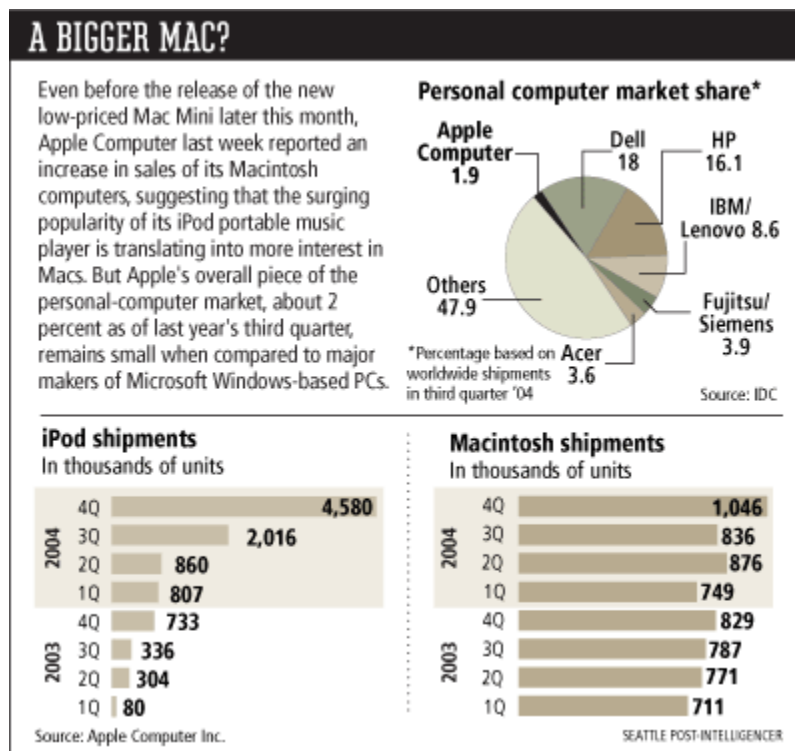 A BIGGER MAC?
Even before the release of the new
low-priced Mac Mini later this month,
Apple Computer last week reported an
increase in sales of its Macintosh
computers, suggesting that the surging
popularity of its iPod portable music
player is translating into more interest in
Macs. But Apple's overall piece of the
personal-computer market, about 2
percent as of last year's third quarter,
remains small when compared to major
makers of Microsoft Windows-based PCs.
Personal computer market share*
Apple
Computer
1.9
Dell
18
HP
16.1
IBM/
Lenovo 8.6
Fujitsu/
Siemens
3.9
Acer
3.6
Others
47.9
*Percentage based on
worldwide shipments
in third quarter '04
Source: IDC
iPod shipments
In thousands of units
2004
4Q 4,580
3Q 2,016
2Q 860
1Q 807
2003
4Q 733
3Q 336
2Q 304
1Q 80
Source: Apple Computer Inc.
Macintosh shipments
In thousands of units
2004
4Q 1,046
3Q 836
2Q 876
1Q 749
2003
4Q 829
3Q 787
2Q 771
1Q 711
SEATTLE POST-INTELLIGENCER